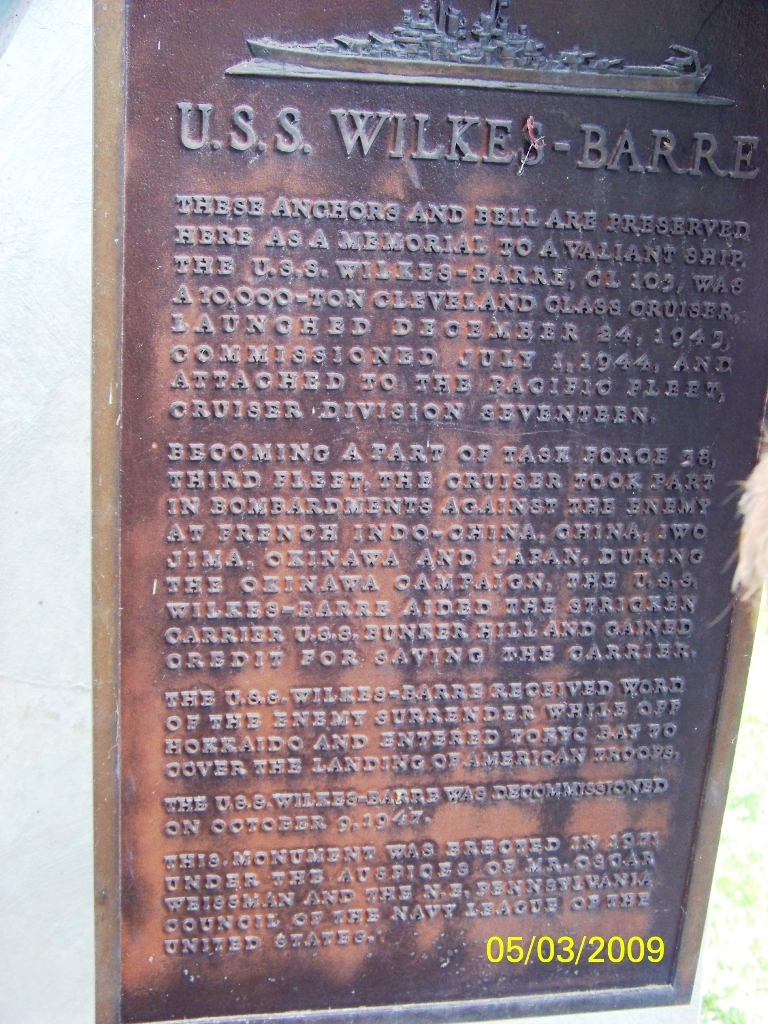 U.S.S. WILKES-BARRE
THESE ANCHORS AND BELL ARE PRESERVED
HERE AS A MEMORIAL TO A VALIANT SHIP.
THE U.S.S. WILKES-BARRE, CL 103, WAS
A 10,000-TON CLEVELAND CLASS CRUISER,
LAUNCHED DECEMBER 24, 1943,
COMMISSIONED JULY 1, 1944, AND
ATTACHED TO THE PACIFIC FLEET,
CRUISER DIVISION SEVENTEEN.
BECOMING A PART OF TASK FORCE 38,
THIRD FLEET, THE CRUISER TOOK PART
IN BOMBARDMENTS AGAINST THE ENEMY
AT FRENCH INDO-CHINA, CHINA, IWO
JIMA, OKINAWA AND JAPAN. DURING
THE OKINAWA CAMPAIGN, THE U.S.S.
WILKES-BARRE AIDED THE STRICKEN
CARRIER U.S.S. BUNKER HILL AND GAINED
CREDIT FOR SAVING THE CARRIER.
THE U.S.S. WILKES-BARRE RECEIVED WORD
OF THE ENEMY SURRENDER WHILE OFF
HOKKAIDO AND ENTERED TOKYO BAY TO
COVER THE LANDING OF AMERICAN TROOPS.
THE U.S.S. WILKES-BARRE WAS DECOMMISSIONED
ON OCTOBER 9, 1947.
THIS MONUMENT WAS ERECTED IN 1971
UNDER THE AUSPICES OF MR. OSCAR
WEISSMAN AND THE N.E. PENNSYLVANIA
COUNCIL OF THE NAVY LEAGUE OF THE
UNITED STATES.
05/03/2009